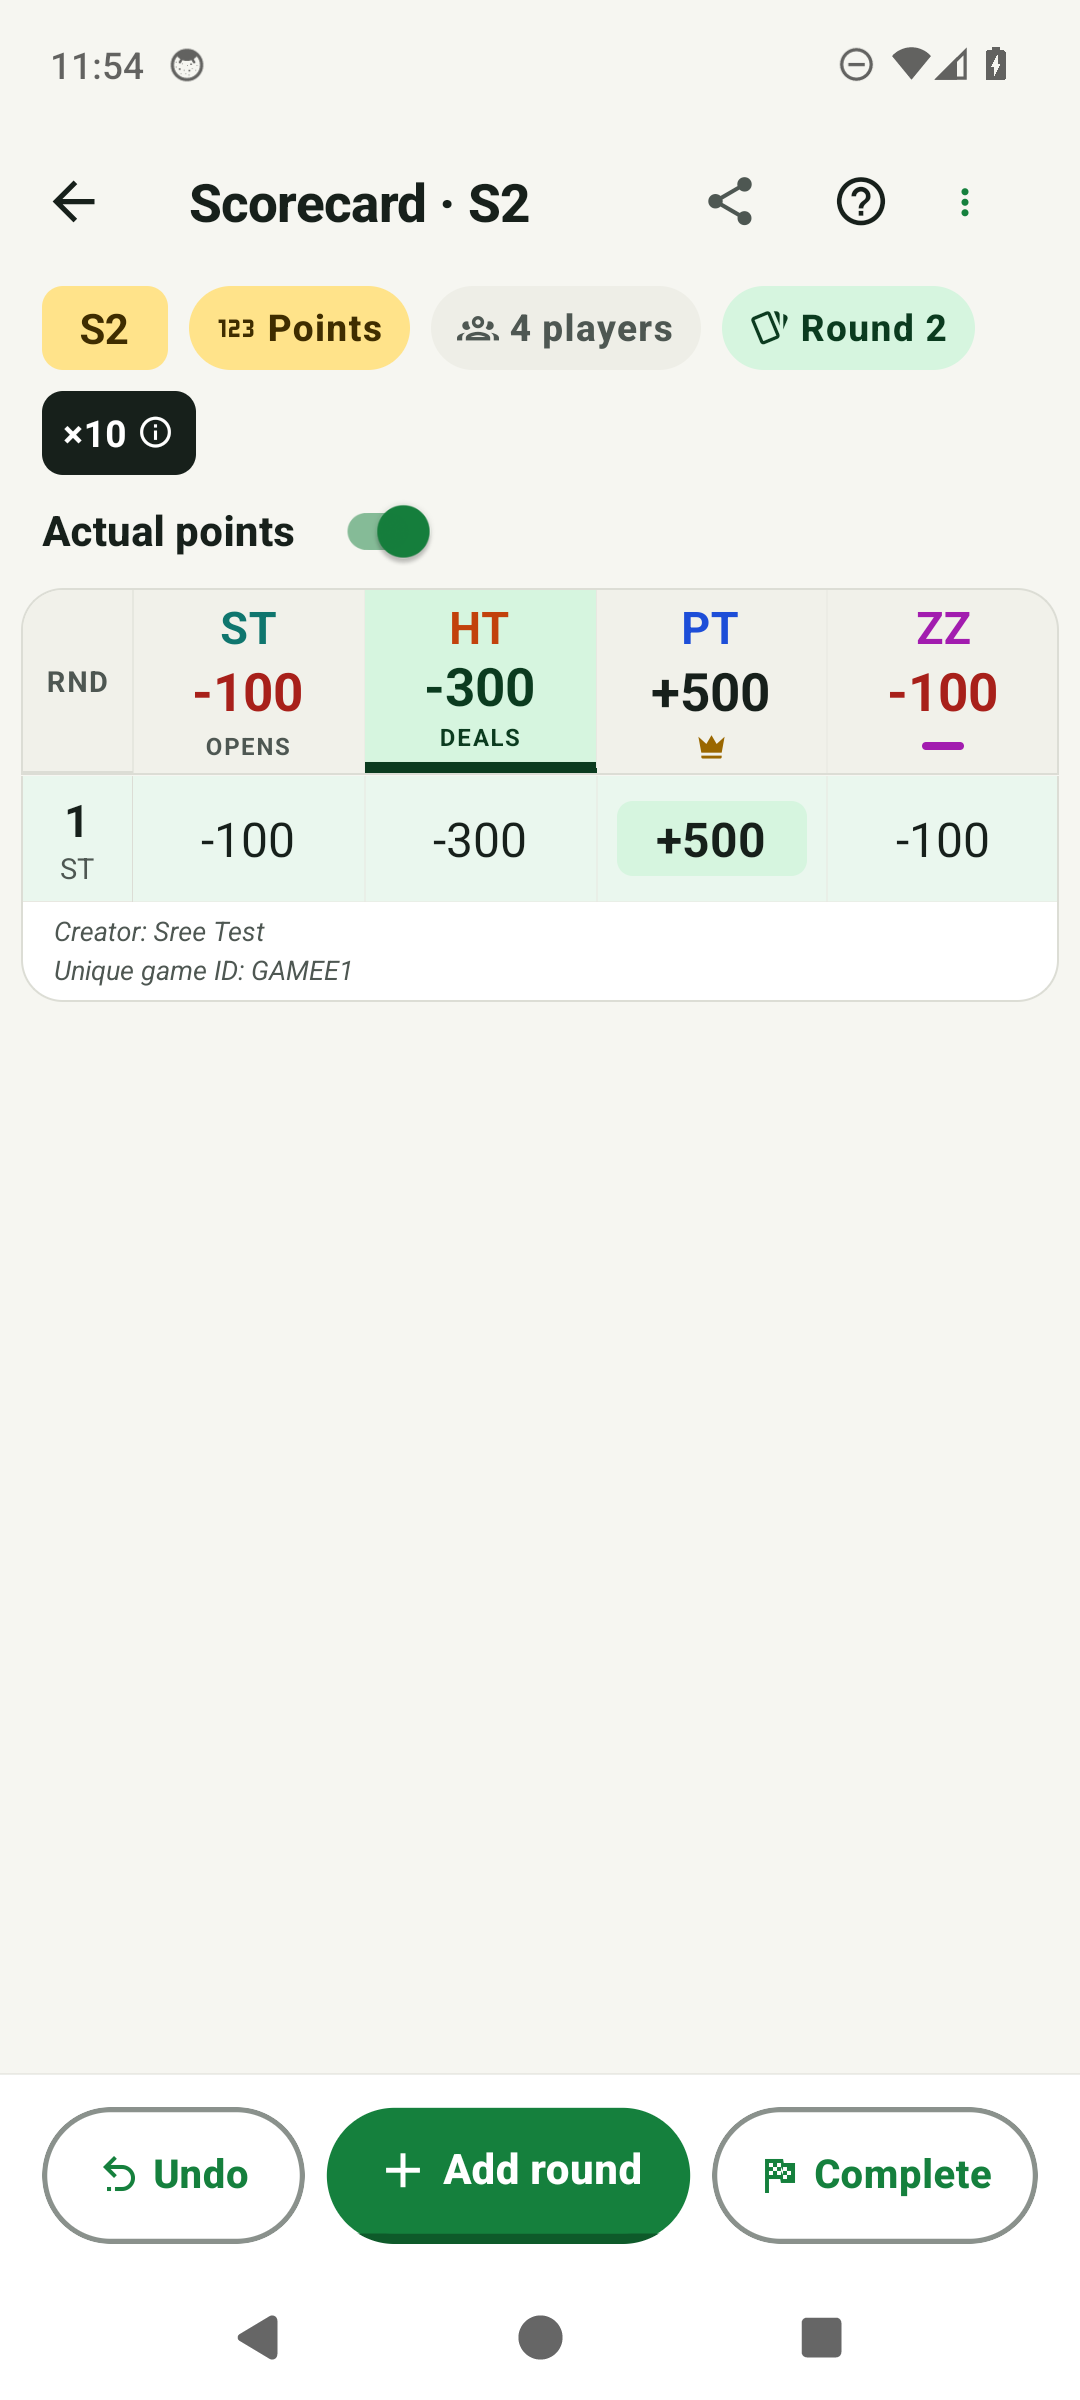 11:54
Scorecard · S2
S2
123 Points
4 players
Round 2
×10
Actual points
RND
ST
HT
PT
ZZ
-100
-300
+500
-100
OPENS
DEALS
1
ST
-100
-300
+500
-100
Creator: Sree Test
Unique game ID: GAMEE1
Undo
Add round
Complete